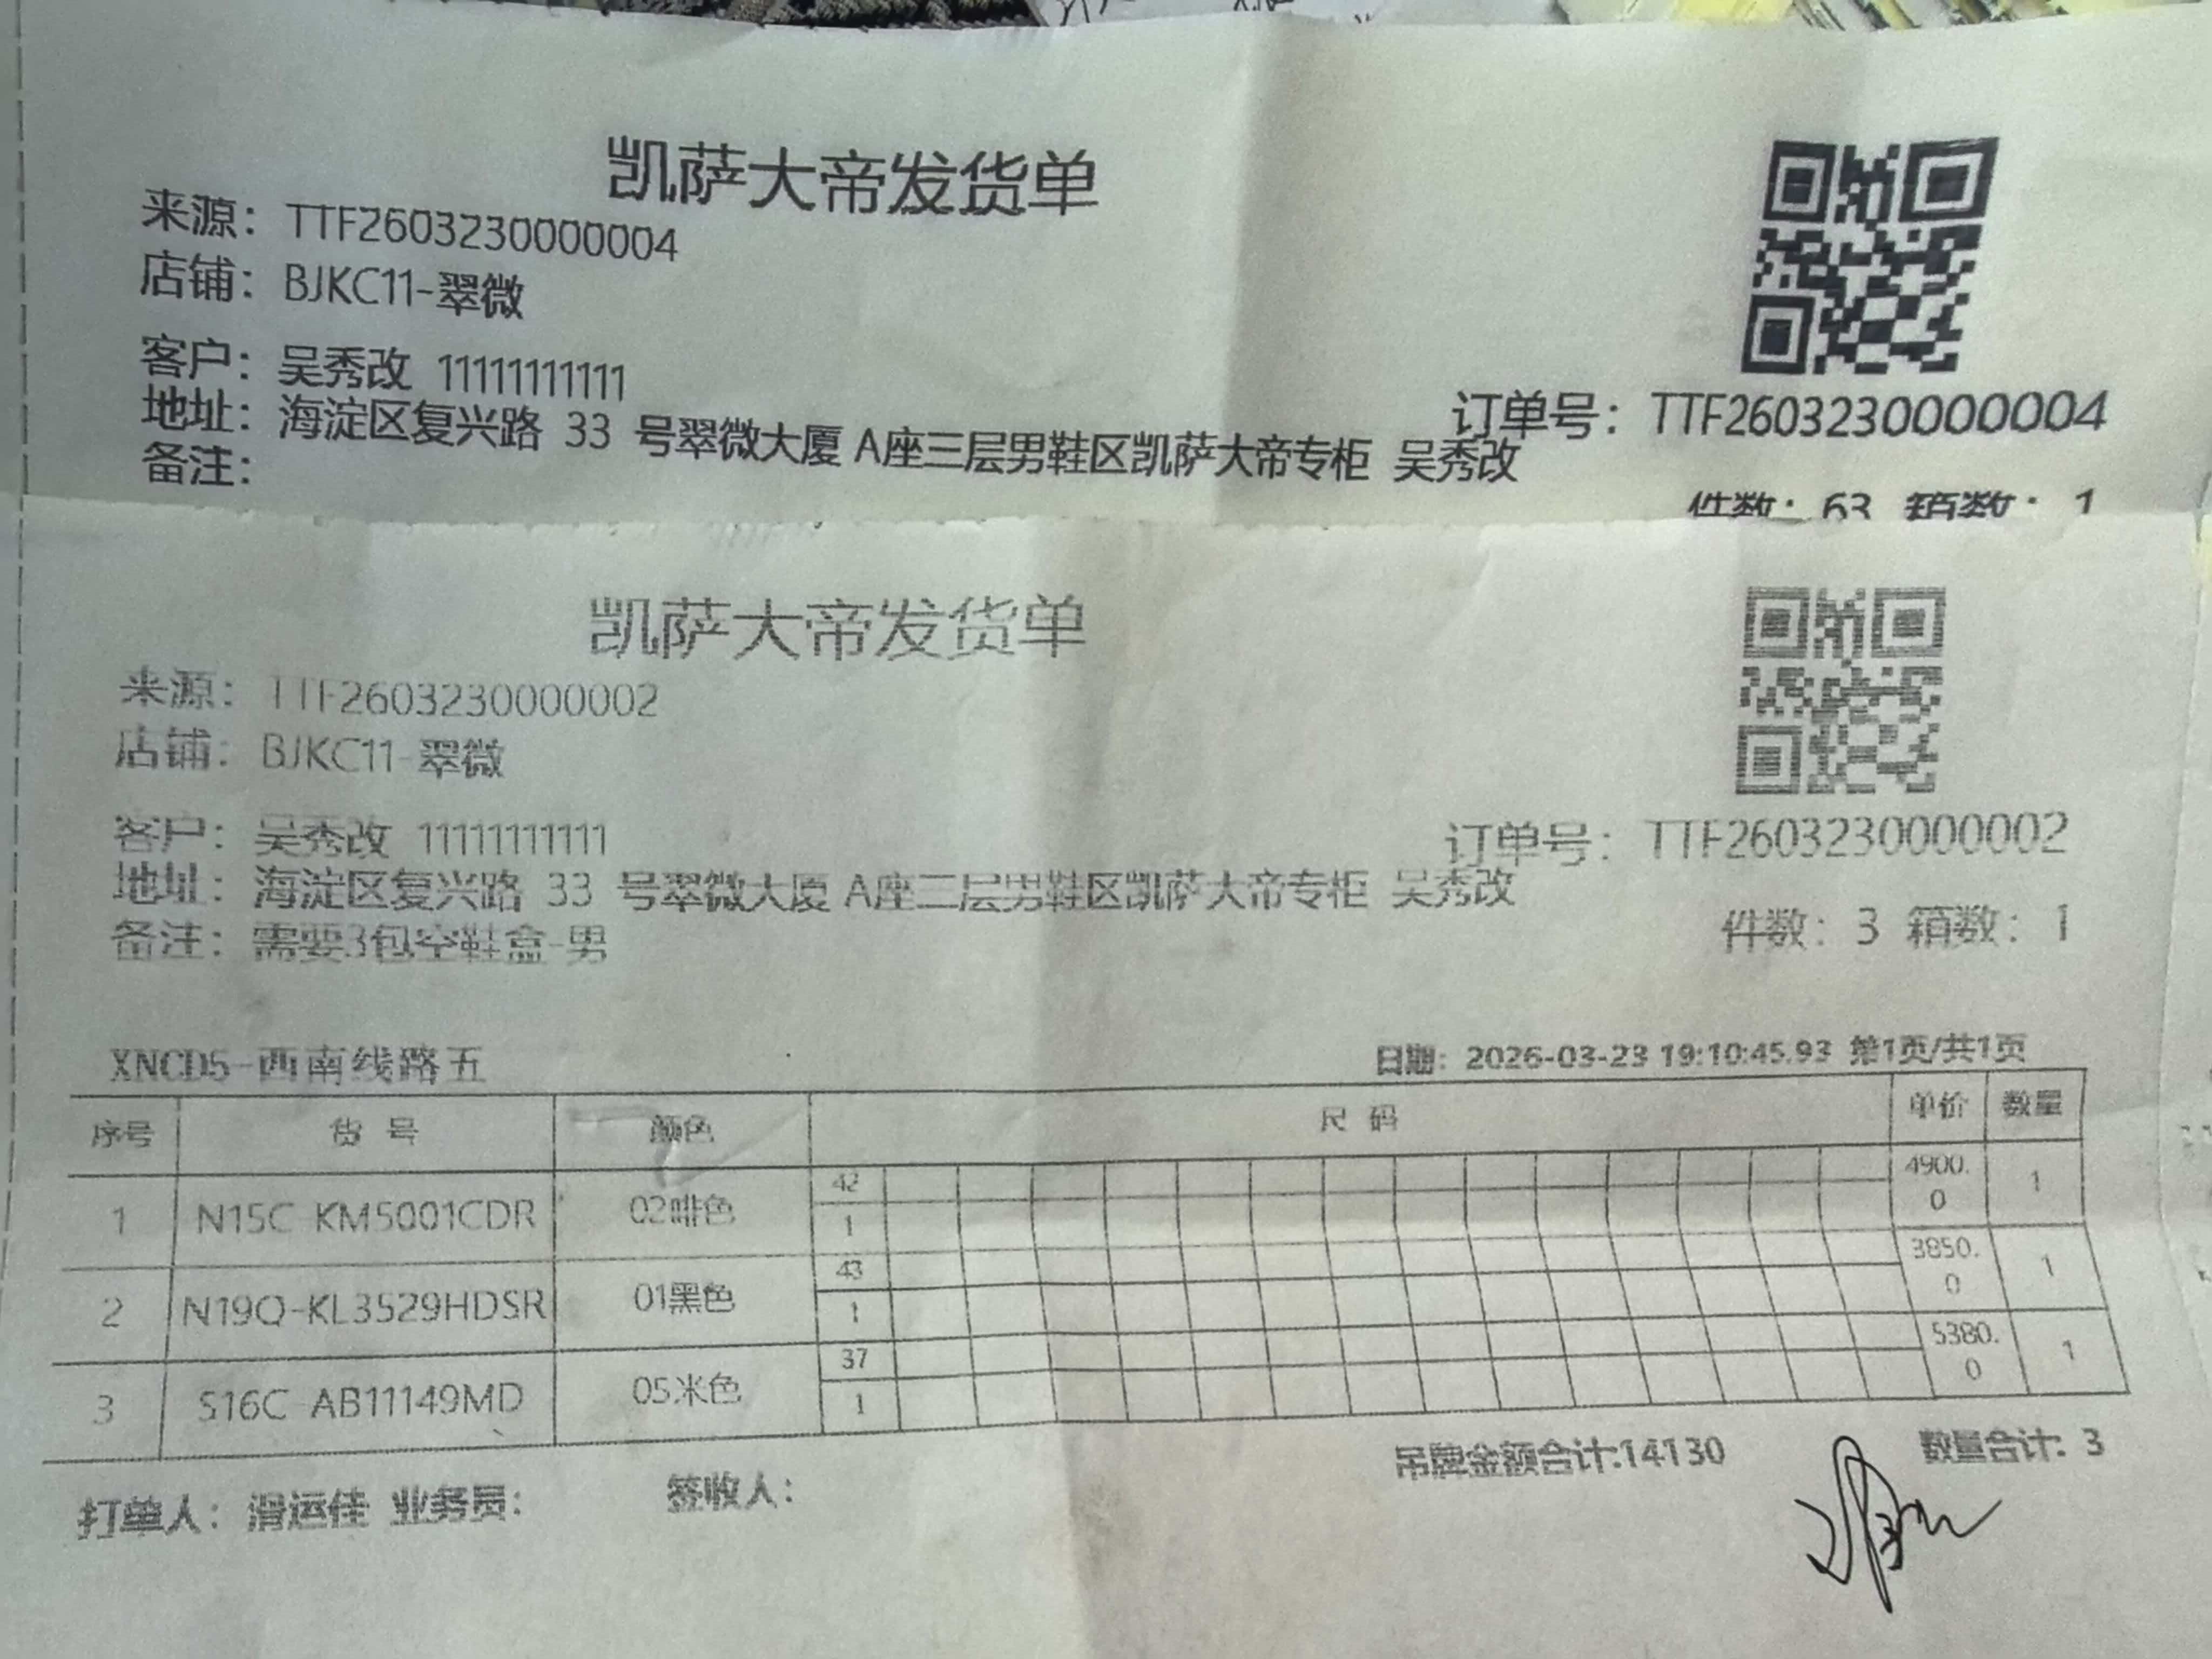 凯萨大帝发货单
来源：TTF2603230000004
店铺：BJKC11-翠微
客户：吴秀改 11111111111
订单号：TTF2603230000004
地址：海淀区复兴路 33 号翠微大厦 A座三层男鞋区凯萨大帝专柜 吴秀改
备注：
件数：63 箱数：1
凯萨大帝发货单
来源：TTF2603230000002
店铺：BJKC11-翠微
客户：吴秀改 11111111111
订单号：TTF2603230000002
地址：海淀区复兴路 33 号翠微大厦 A座三层男鞋区凯萨大帝专柜 吴秀改
备注：需要3包空鞋盒-男
件数：3 箱数：1
XNCD5-西南线路五
日期：2026-03-23 19:10:45.93 第1页/共1页
序号 货号 颜色 尺码 单价 数量
1 N15C-KM5001CDR 02啡色 42 1 4900.0 1
2 N19Q-KL3529HDSR 01黑色 43 1 3850.0 1
3 S16C-AB11149MD 05米色 37 1 5380.0 1
吊牌金额合计:14130 数量合计: 3
打单人：滑运佳 业务员： 签收人：